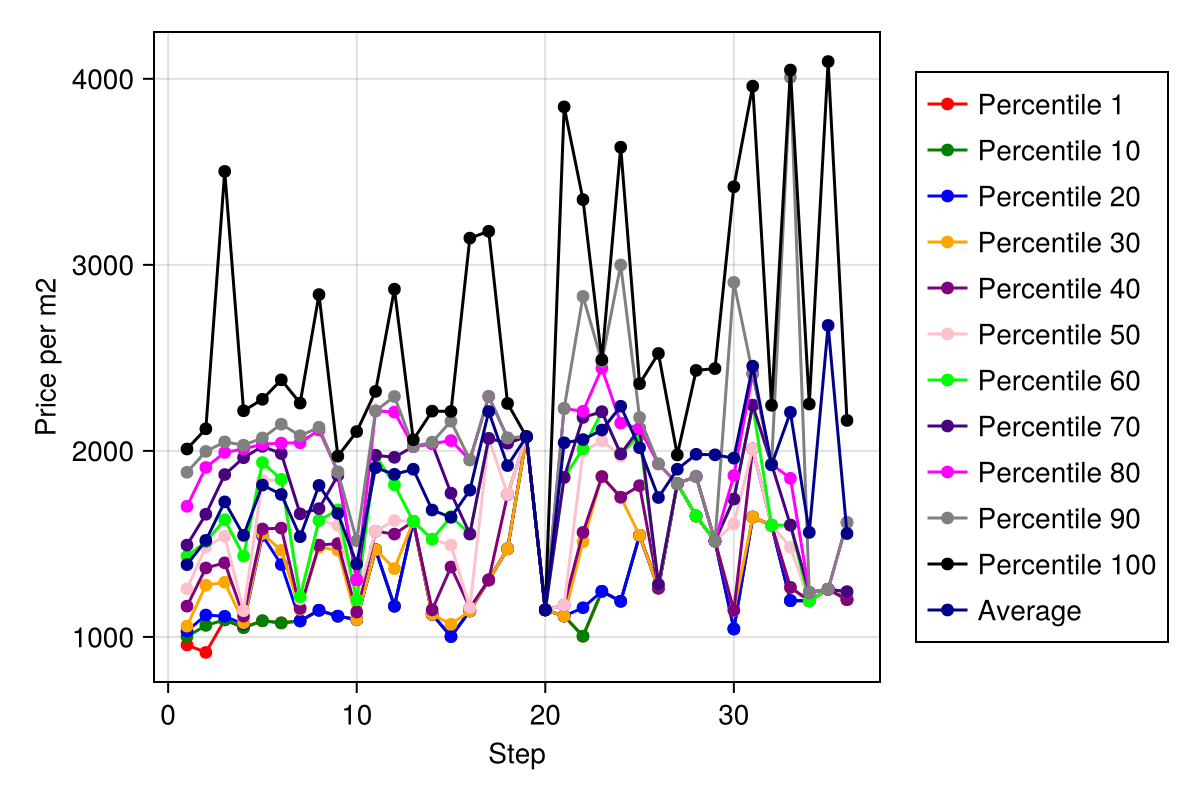 4000
3000
2000
1000
Price per m2
0 10 20 30
Step
Percentile 1
Percentile 10
Percentile 20
Percentile 30
Percentile 40
Percentile 50
Percentile 60
Percentile 70
Percentile 80
Percentile 90
Percentile 100
Average